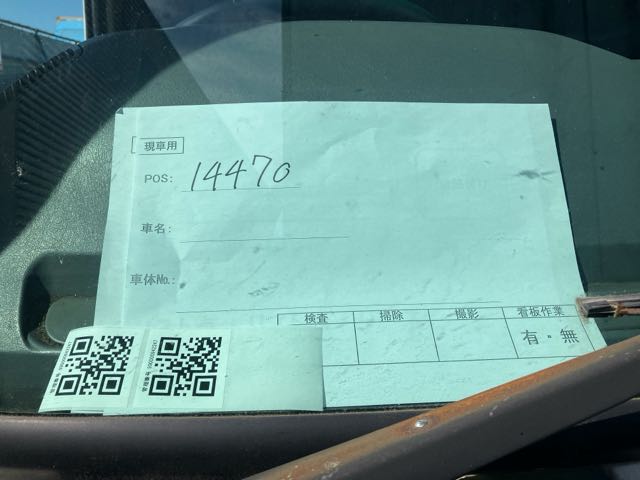 現車用
POS: 14470
車名:
車体No.:
検査 掃除 撮影 看板作業
有・無